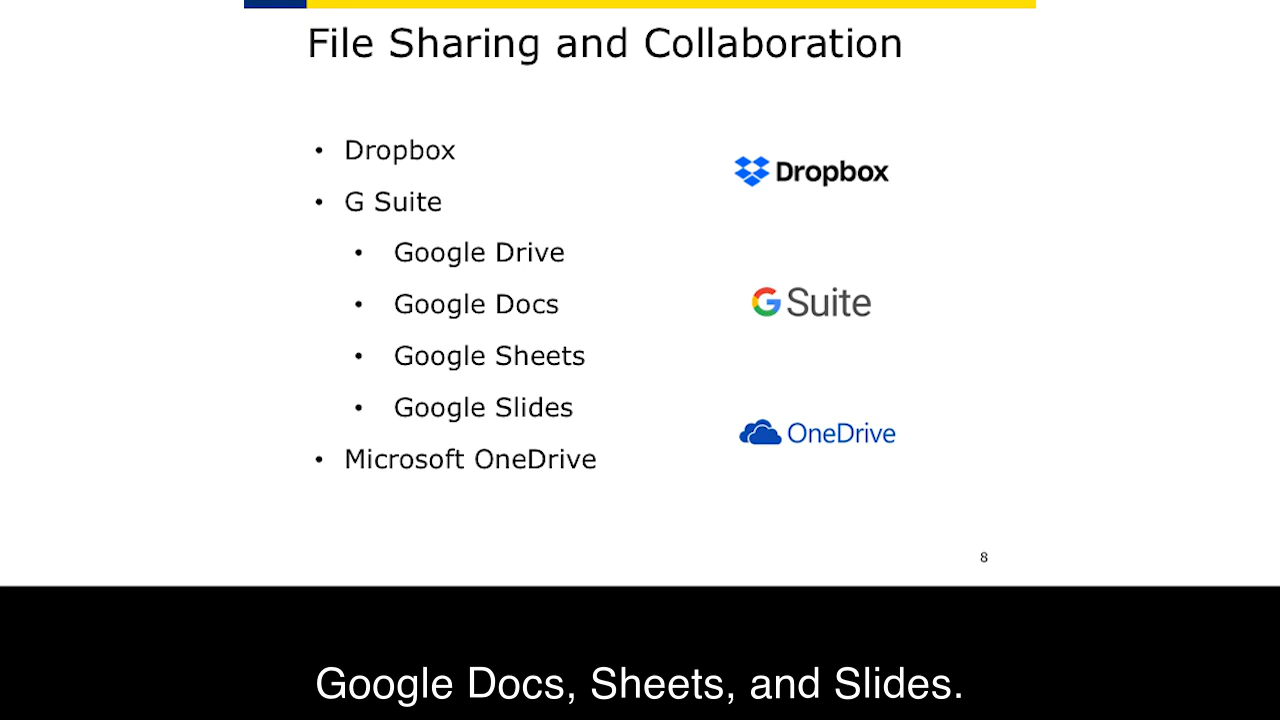 File Sharing and Collaboration
• Dropbox
• G Suite
• Google Drive
• Google Docs
• Google Sheets
• Google Slides
• Microsoft OneDrive
Dropbox
G Suite
OneDrive
8
Google Docs, Sheets, and Slides.